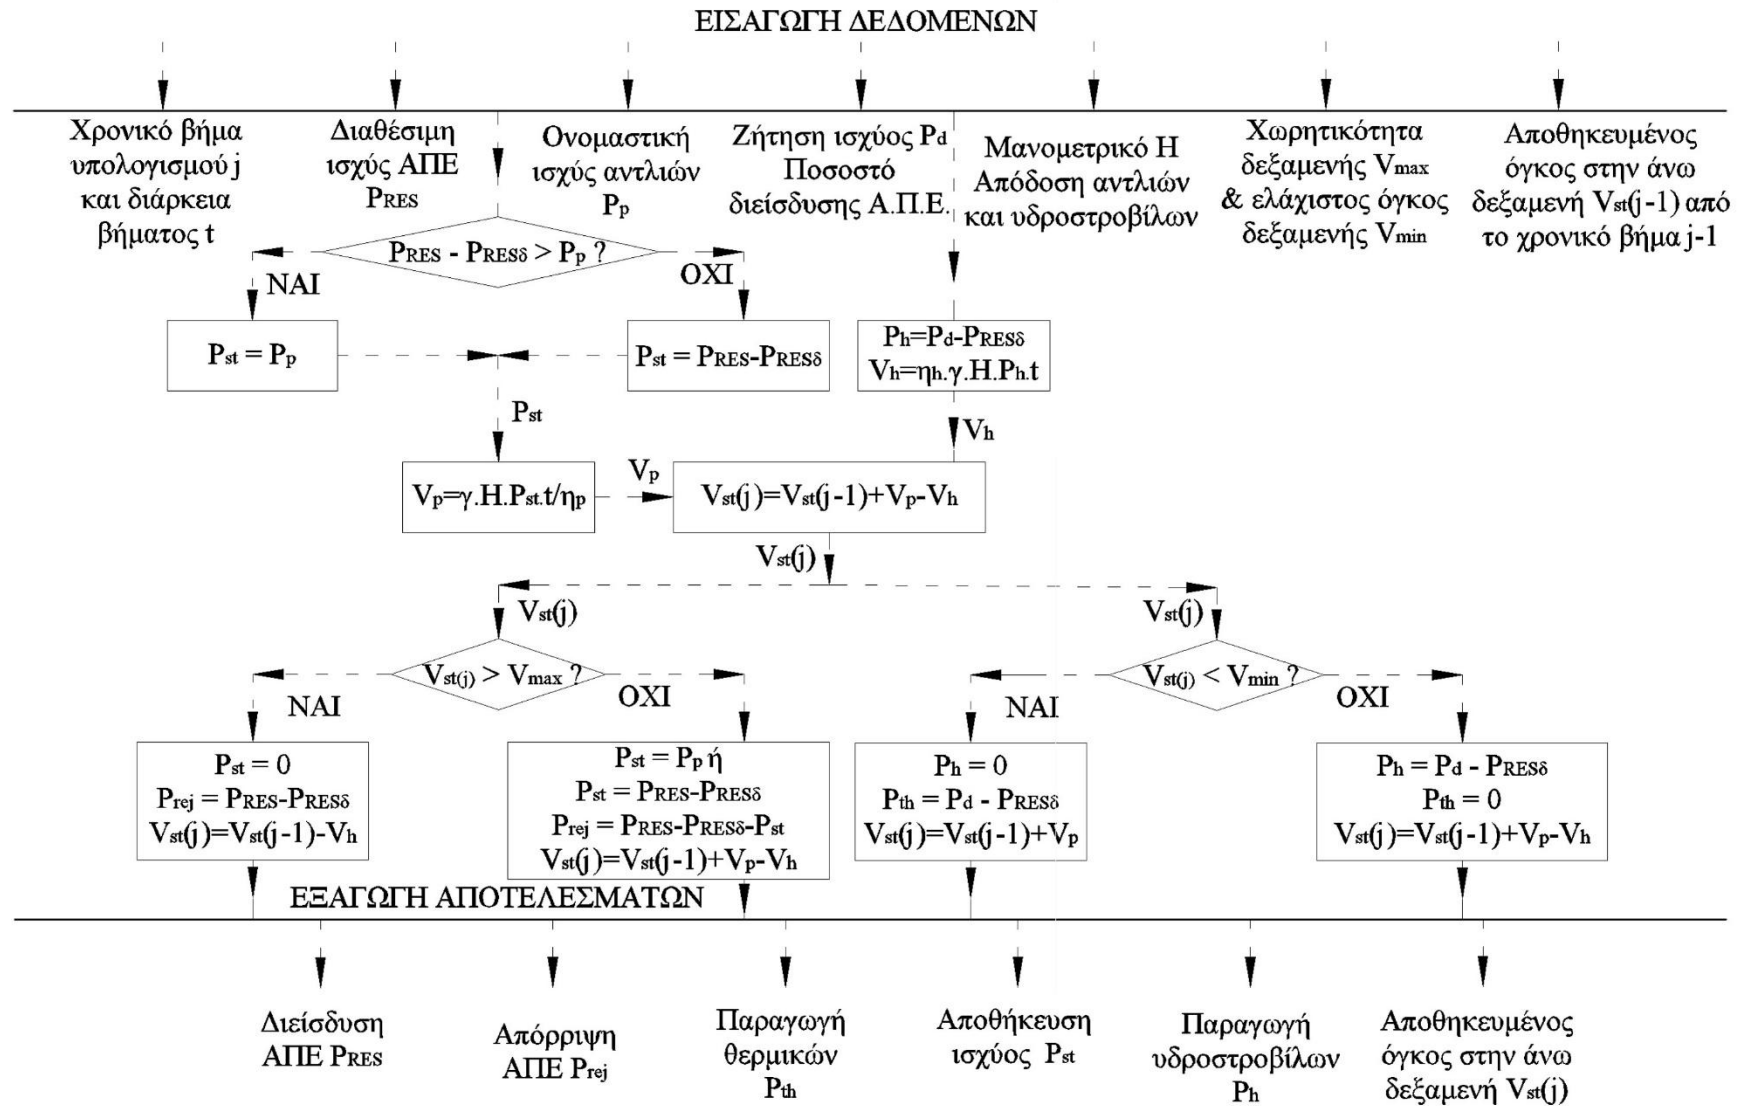 ΕΙΣΑΓΩΓΗ ΔΕΔΟΜΕΝΩΝ
Χρονικό βήμα
υπολογισμού j
και διάρκεια
βήματος t
Διαθέσιμη
ισχύς ΑΠΕ
PRES
Ονομαστική
ισχύς αντλιών
Pp
Ζήτηση ισχύος Pd
Ποσοστό
διείσδυσης Α.Π.Ε.
Μανομετρικό Η
Απόδοση αντλιών
και υδροστροβίλων
Χωρητικότητα
δεξαμενής Vmax
& ελάχιστος όγκος
δεξαμενής Vmin
Αποθηκευμένος
όγκος στην άνω
δεξαμενή Vst(j-1) από
το χρονικό βήμα j-1
PRES - PRESδ > Pp ?
ΝΑΙ
ΟΧΙ
Pst = Pp
Pst = PRES-PRESδ
Ph=Pd-PRESδ
Vh=ηh.γ.H.Ph.t
Pst
Vh
Vp=γ.H.Pst.t/ηp
Vp
Vst(j)=Vst(j-1)+Vp-Vh
Vst(j)
Vst(j)
Vst(j)
Vst(j) > Vmax ?
ΝΑΙ
ΟΧΙ
Vst(j) < Vmin ?
ΝΑΙ
ΟΧΙ
Pst = 0
Prej = PRES-PRESδ
Vst(j)=Vst(j-1)-Vh
Pst = Pp ή
Pst = PRES-PRESδ
Prej = PRES-PRESδ-Pst
Vst(j)=Vst(j-1)+Vp-Vh
Ph = 0
Pth = Pd - PRESδ
Vst(j)=Vst(j-1)+Vp
Ph = Pd - PRESδ
Pth = 0
Vst(j)=Vst(j-1)+Vp-Vh
ΕΞΑΓΩΓΗ ΑΠΟΤΕΛΕΣΜΑΤΩΝ
Διείσδυση
ΑΠΕ PRES
Απόρριψη
ΑΠΕ Prej
Παραγωγή
θερμικών
Pth
Αποθήκευση
ισχύος Pst
Παραγωγή
υδροστροβίλων
Ph
Αποθηκευμένος
όγκος στην άνω
δεξαμενή Vst(j)